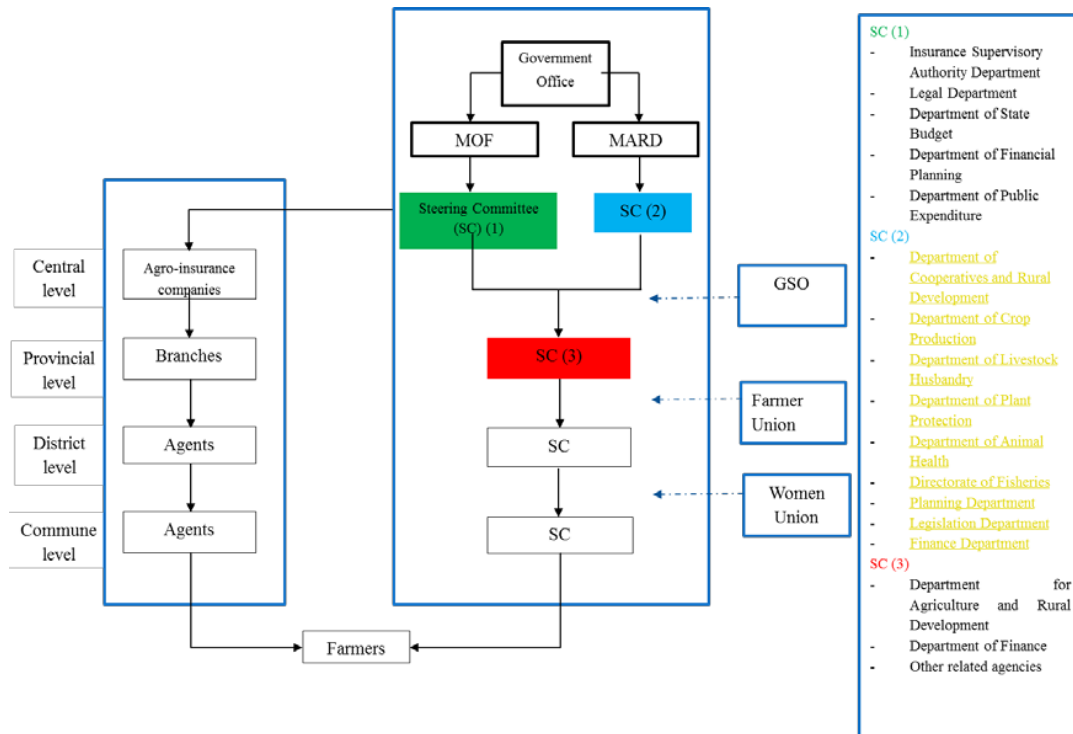 Government
Office
MOF
MARD
Steering Committee
(SC) (1)
SC (2)
Central
level
Agro-insurance
companies
GSO
Provincial
level
Branches
SC (3)
Farmer
Union
District
level
Agents
SC
Women
Union
Commune
level
Agents
SC
Farmers
SC (1)
- Insurance Supervisory
Authority Department
- Legal Department
- Department of State
Budget
- Department of Financial
Planning
- Department of Public
Expenditure
SC (2)
- Department of
Cooperatives and Rural
Development
- Department of Crop
Production
- Department of Livestock
Husbandry
- Department of Plant
Protection
- Department of Animal
Health
- Directorate of Fisheries
- Planning Department
- Legislation Department
- Finance Department
SC (3)
- Department for
Agriculture and Rural
Development
- Department of Finance
- Other related agencies